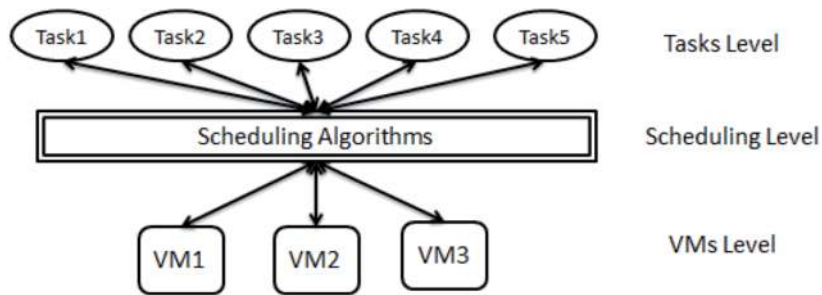 Task1 Task2 Task3 Task4 Task5 Tasks Level
Scheduling Algorithms Scheduling Level
VM1 VM2 VM3 VMs Level